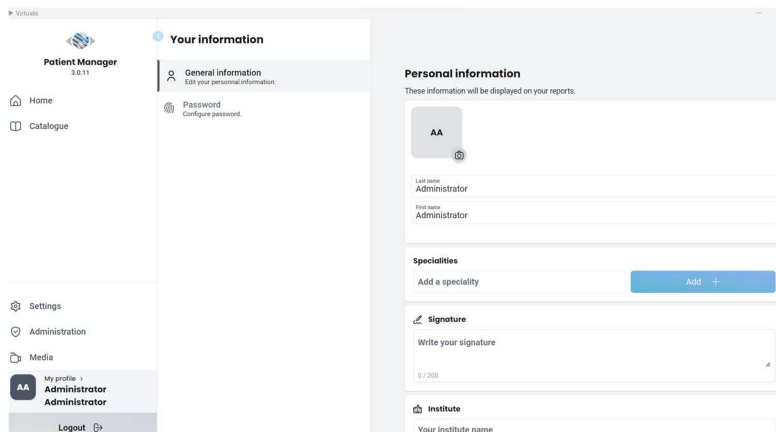 Virtualis
Patient Manager
3.0.11
Home
Catalogue
Settings
Administration
Media
AA
My profile >
Administrator
Administrator
Logout
Your information
General information
Edit your personnal information.
Password
Configure password.
Personal information
These information will be displayed on your reports.
AA
Last name
Administrator
First name
Administrator
Specialities
Add a speciality
Add +
Signature
Write your signature
0 / 200
Institute
Your institute name